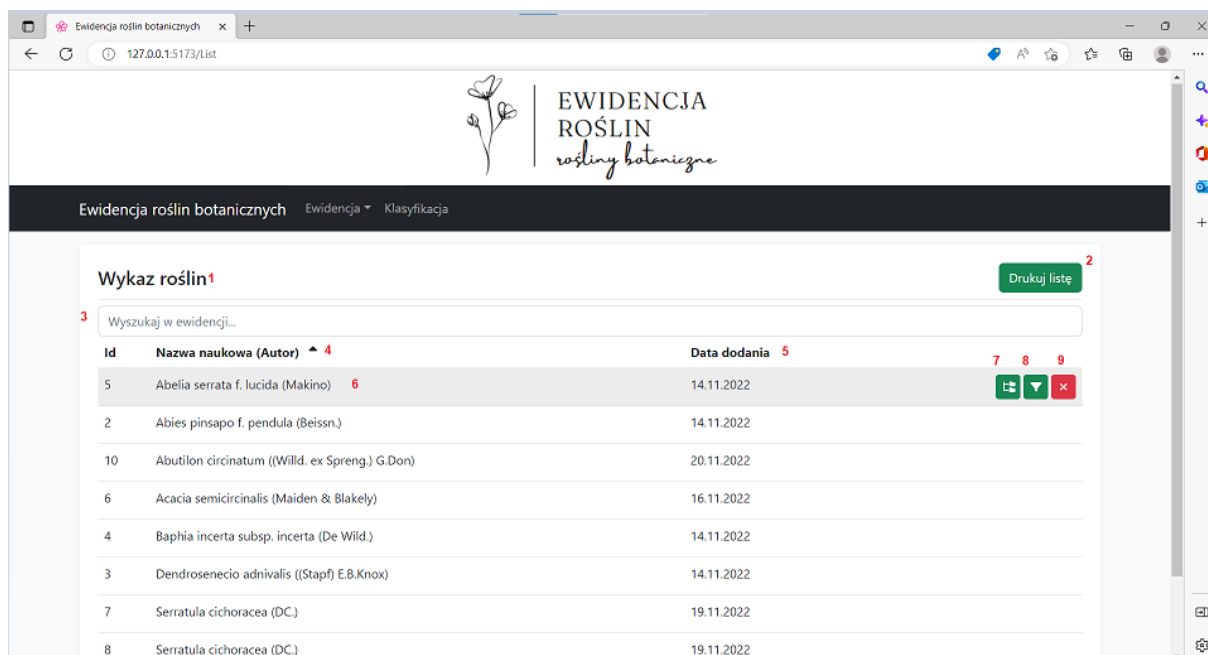 Ewidencja roślin botanicznych
127.0.0.1:5173/List
EWIDENCJA
ROŚLIN
rośliny botaniczne
Ewidencja roślin botanicznych Ewidencja Klasyfikacja
Wykaz roślin 1
2
Drukuj listę
3 Wyszukaj w ewidencji...
Id Nazwa naukowa (Autor) 4 Data dodania 5
7 8 9
5 Abelia serrata f. lucida (Makino) 6 14.11.2022
2 Abies pinsapo f. pendula (Beissn.) 14.11.2022
10 Abutilon circinatum ((Willd. ex Spreng.) G.Don) 20.11.2022
6 Acacia semicircinalis (Maiden & Blakely) 16.11.2022
4 Baphia incerta subsp. incerta (De Wild.) 14.11.2022
3 Dendrosenecio adnivalis ((Stapf) E.B.Knox) 14.11.2022
7 Serratula cichoracea (DC.) 19.11.2022
8 Serratula cichoracea (DC.) 19.11.2022